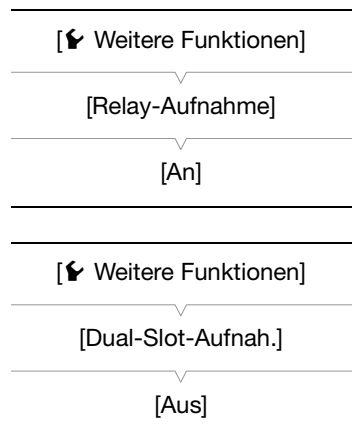 [ Weitere Funktionen]
[Relay-Aufnahme]
[An]
[ Weitere Funktionen]
[Dual-Slot-Aufnah.]
[Aus]